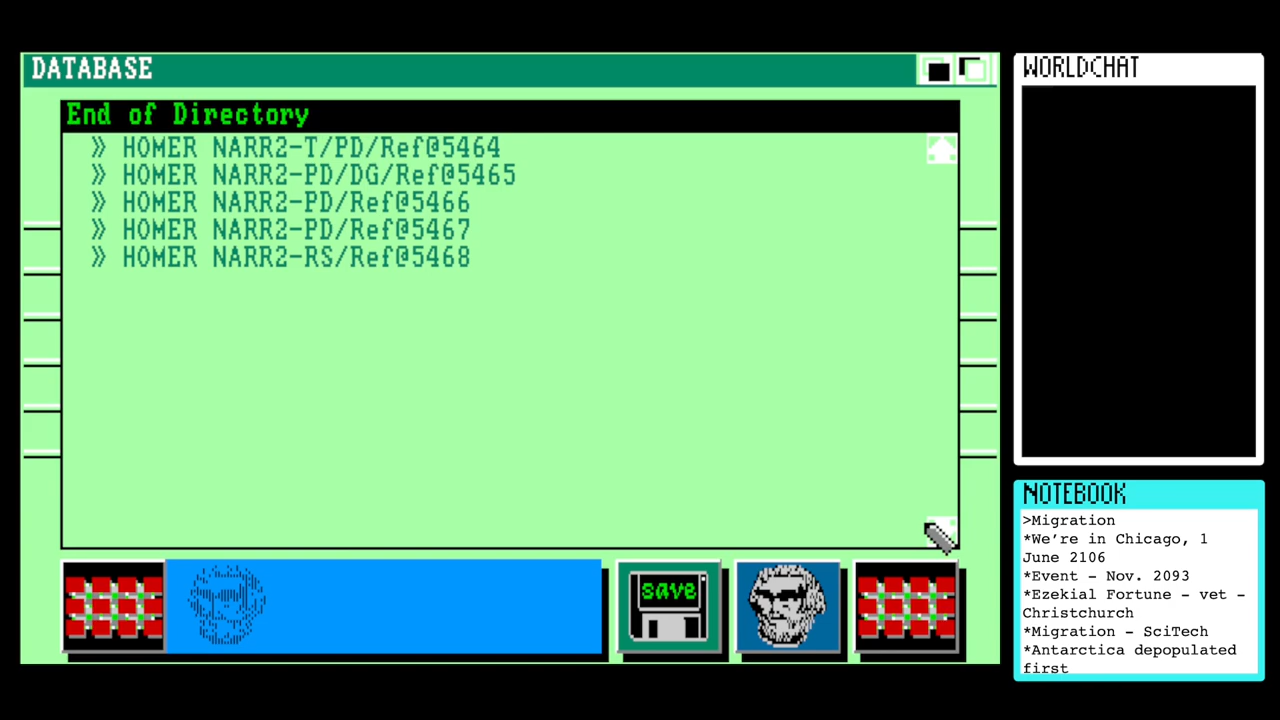 DATABASE
End of Directory
» HOMER NARR2-T/PD/Ref@5464
» HOMER NARR2-PD/DG/Ref@5465
» HOMER NARR2-PD/Ref@5466
» HOMER NARR2-PD/Ref@5467
» HOMER NARR2-RS/Ref@5468
save
WORLDCHAT
NOTEBOOK
>Migration
*We're in Chicago, 1
June 2106
*Event - Nov. 2093
*Ezekial Fortune - vet -
Christchurch
*Migration - SciTech
*Antarctica depopulated
first